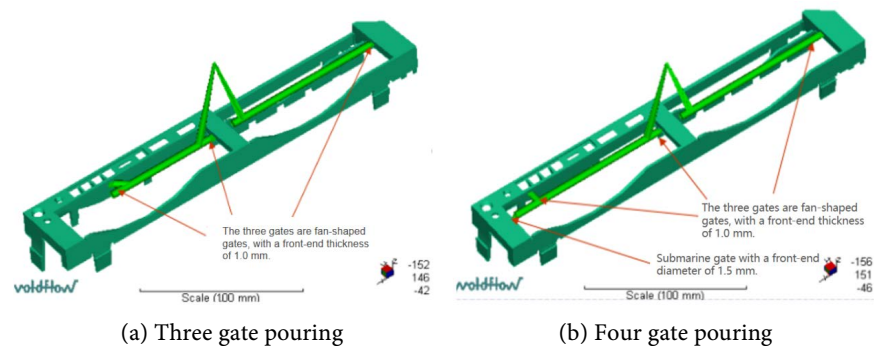 The three gates are fan-shaped
gates, with a front-end thickness
of 1.0 mm.
voldflow
Scale (100 mm)
-152
146
-42
(a) Three gate pouring
The three gates are fan-shaped
gates, with a front-end thickness
of 1.0 mm.
Submarine gate with a front-end
diameter of 1.5 mm.
voldflow
Scale (100 mm)
-156
151
-46
(b) Four gate pouring